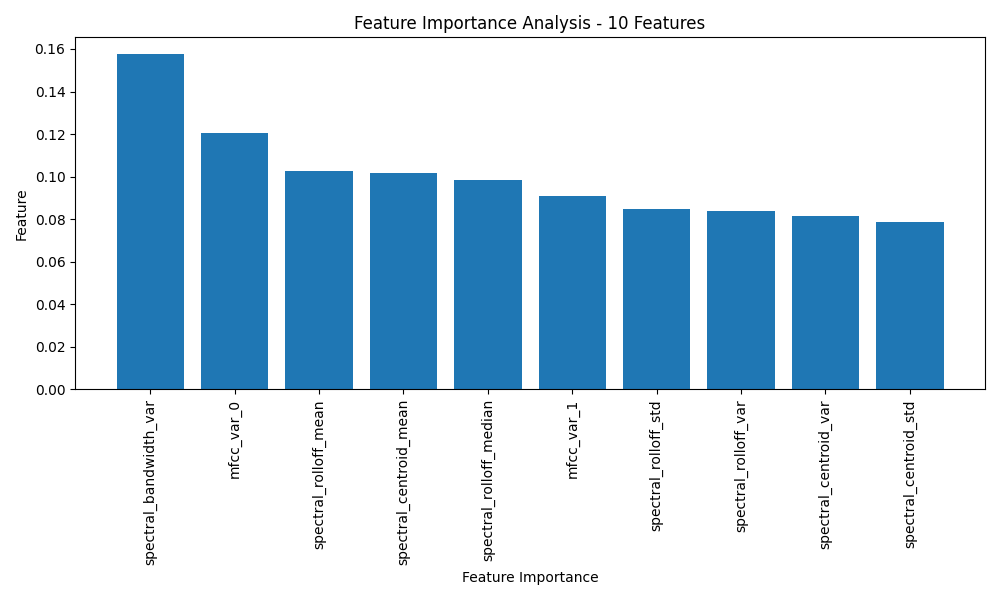 Feature Importance Analysis - 10 Features
Feature
0.16
0.14
0.12
0.10
0.08
0.06
0.04
0.02
0.00
spectral_bandwidth_var
mfcc_var_0
spectral_rolloff_mean
spectral_centroid_mean
spectral_rolloff_median
mfcc_var_1
spectral_rolloff_std
spectral_rolloff_var
spectral_centroid_var
spectral_centroid_std
Feature Importance